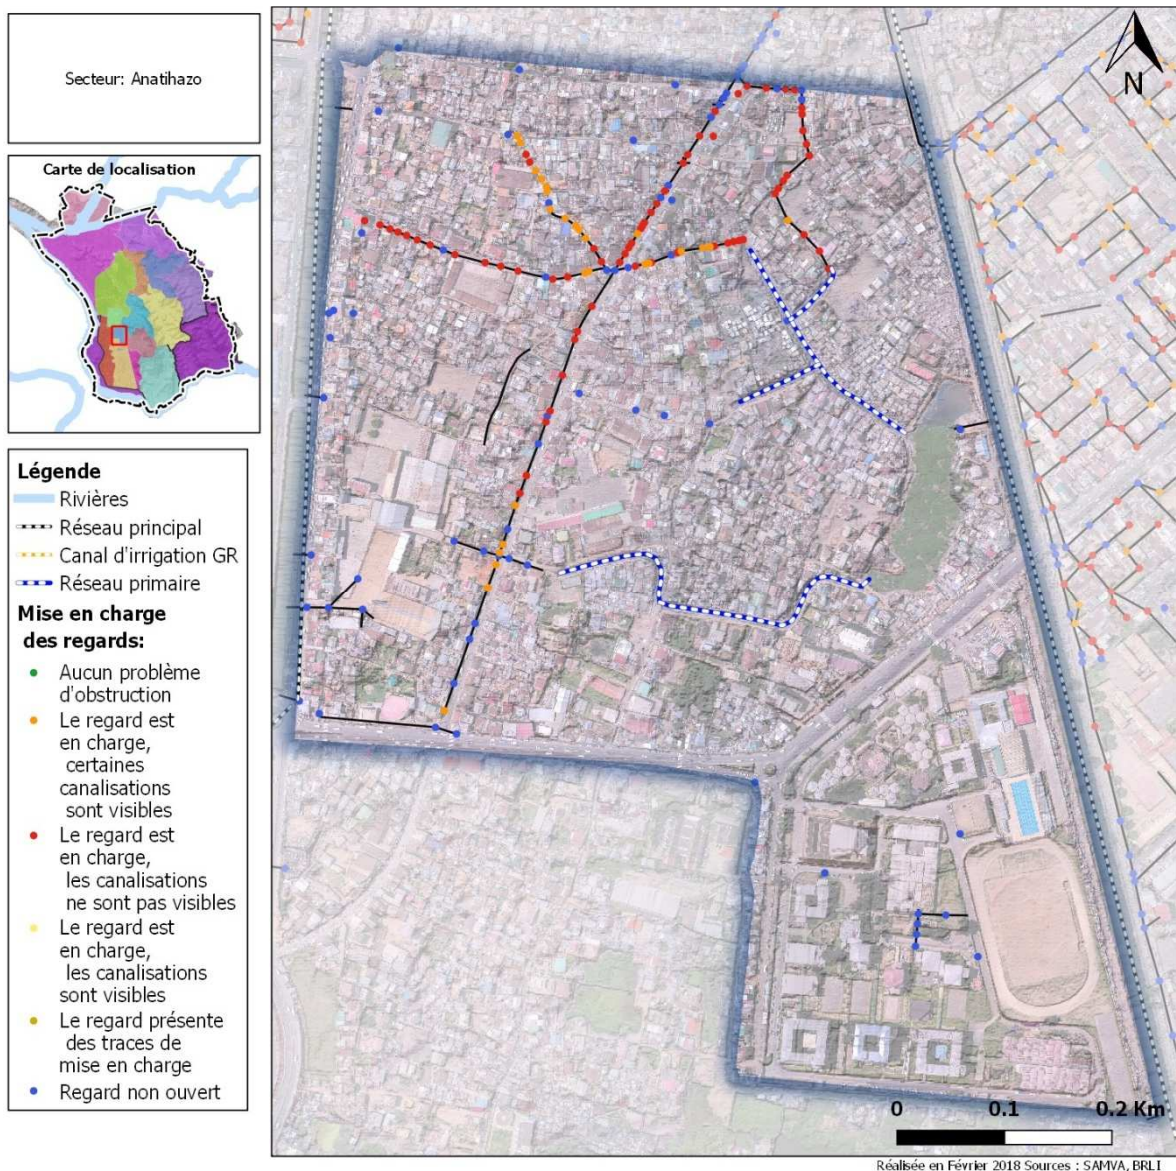 Secteur: Anatihazo
Carte de localisation
Légende
Rivières
Réseau principal
Canal d'irrigation GR
Réseau primaire
Mise en charge
des regards:
Aucun problème
d'obstruction
Le regard est
en charge,
certaines
canalisations
sont visibles
Le regard est
en charge,
les canalisations
ne sont pas visibles
Le regard est
en charge,
les canalisations
sont visibles
Le regard présente
des traces de
mise en charge
Regard non ouvert
N
0 0.1 0.2 Km
Réalisée en Février 2018 Sources : SAMVA, BRLI